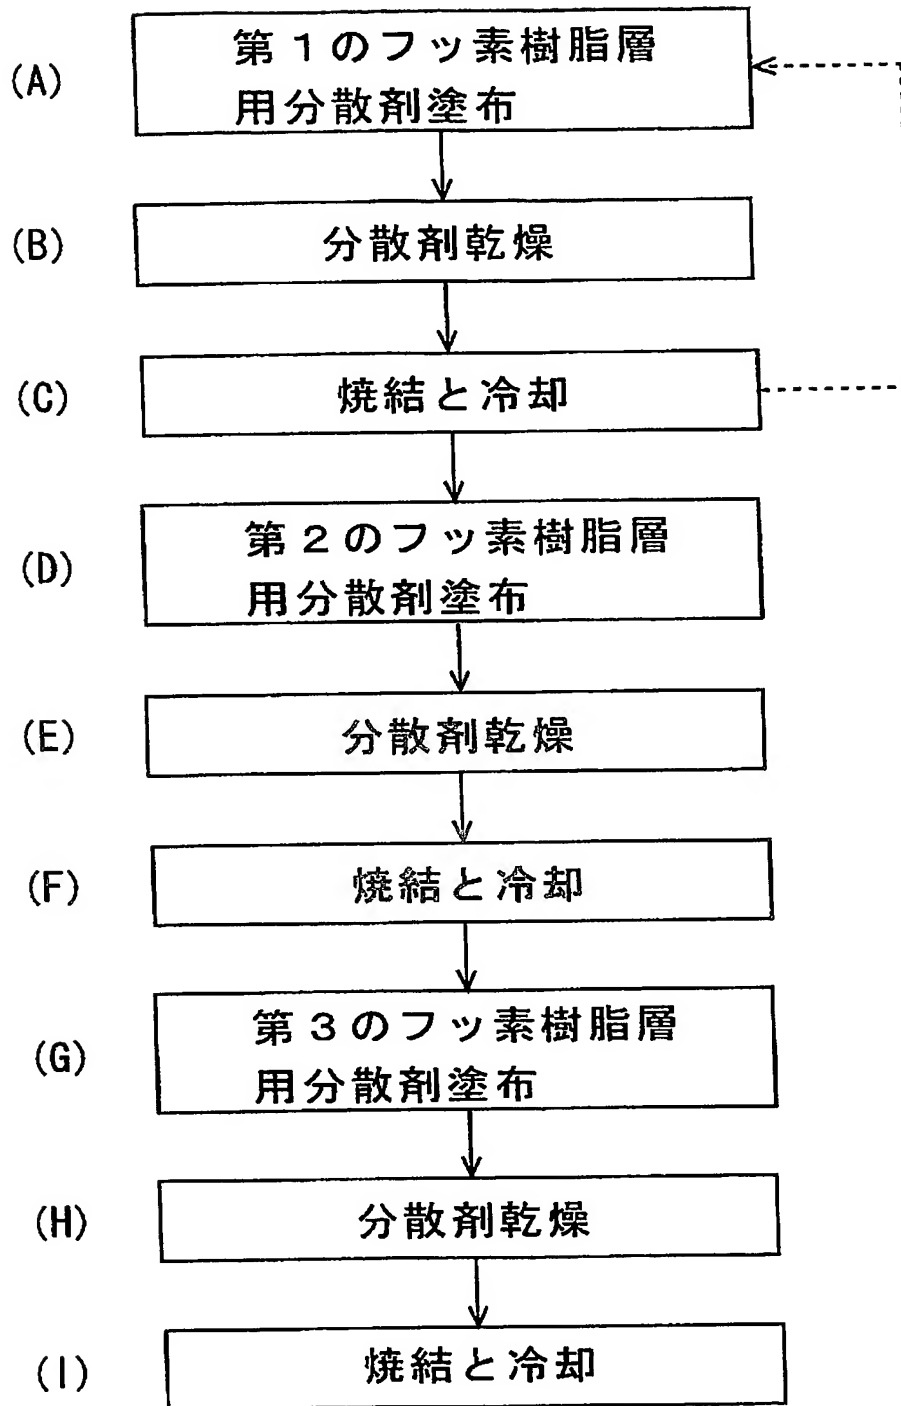 (A)
第１のフッ素樹脂層
用分散剤塗布
(B)
分散剤乾燥
(C)
焼結と冷却
(D)
第２のフッ素樹脂層
用分散剤塗布
(E)
分散剤乾燥
(F)
焼結と冷却
(G)
第３のフッ素樹脂層
用分散剤塗布
(H)
分散剤乾燥
(I)
焼結と冷却